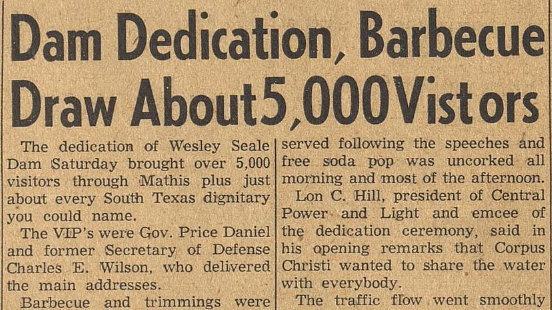 Dam Dedication, Barbecue
Draw About 5,000 Vistors
The dedication of Wesley Seale
Dam Saturday brought over 5,000
visitors through Mathis plus just
about every South Texas dignitary
you could name.
The VIP's were Gov. Price Daniel
and former Secretary of Defense
Charles E. Wilson, who delivered
the main addresses.
Barbecue and trimmings were
served following the speeches and
free soda pop was uncorked all
morning and most of the afternoon.
Lon C. Hill, president of Central
Power and Light and emcee of
the dedication ceremony, said in
his opening remarks that Corpus
Christi wanted to share the water
with everybody.
The traffic flow went smoothly